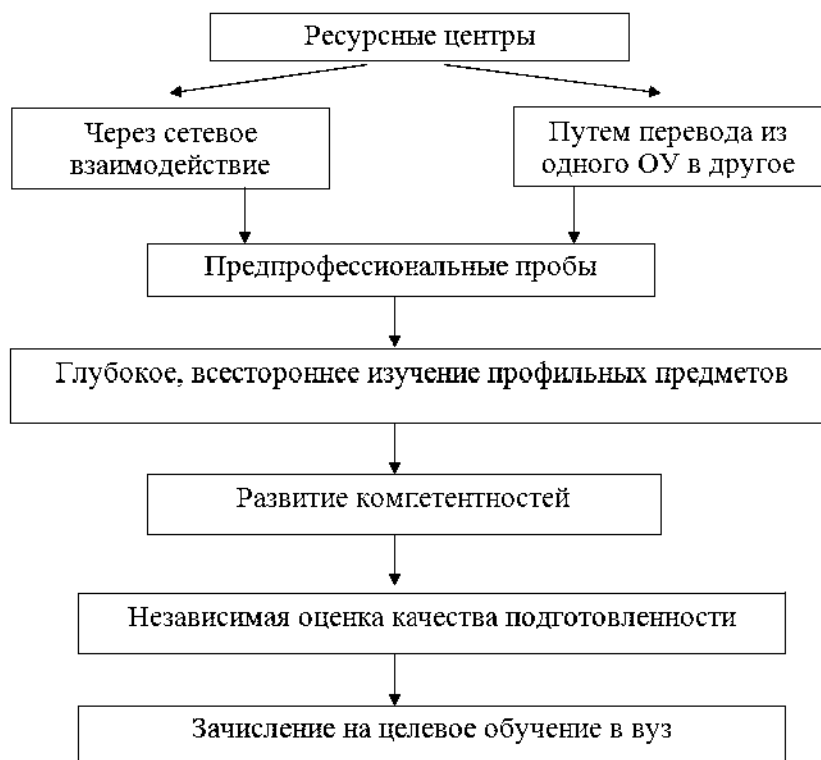 Ресурсные центры
Через сетевое
взаимодействие
Путем перевода из
одного ОУ в другое
Предпрофессиональные пробы
Глубокое, всестороннее изучение профильных предметов
Развитие компетентностей
Независимая оценка качества подготовленности
Зачисление на целевое обучение в вуз